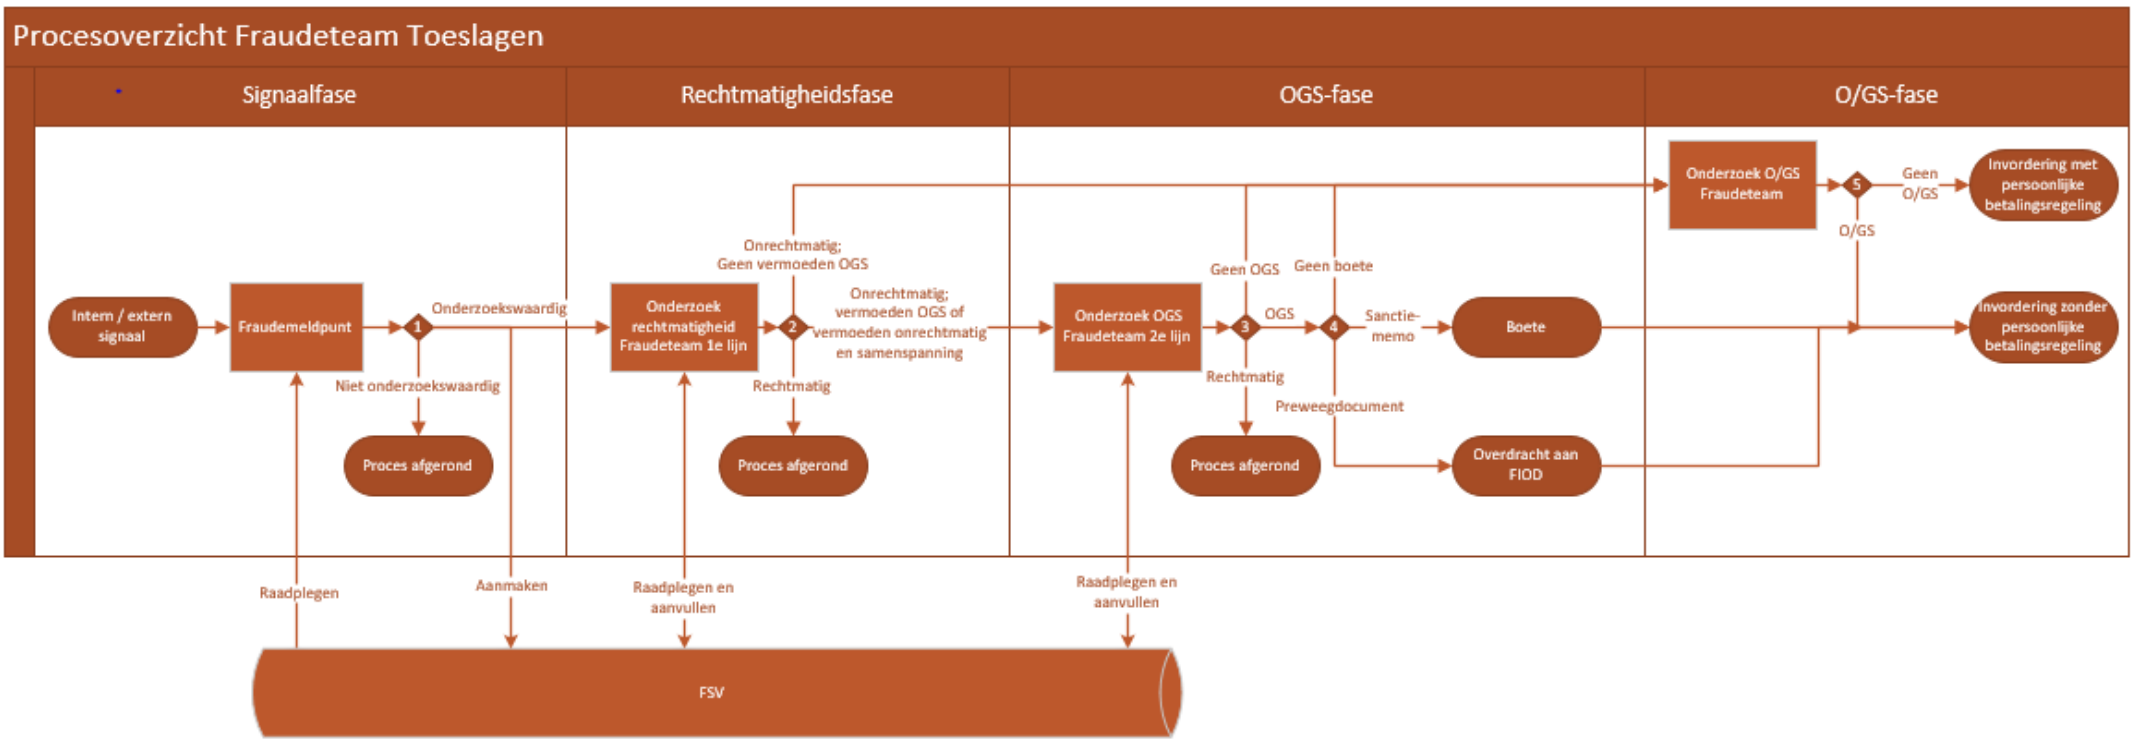 Procesoverzicht Fraudeteam Toeslagen
Signaalfase
Rechtmatigheidsfase
OGS-fase
O/GS-fase
Intern / extern
signaal
Fraudemeldpunt
1
Onderzoekswaardig
Niet onderzoekswaardig
Proces afgerond
Onderzoek
rechtmatigheid
Fraudeteam 1e lijn
2
Onrechtmatig;
Geen vermoeden OGS
Onrechtmatig;
vermoeden OGS of
vermoeden onrechtmatig
en samenspanning
Rechtmatig
Proces afgerond
Onderzoek OGS
Fraudeteam 2e lijn
3
Geen OGS
OGS
Rechtmatig
Proces afgerond
4
Geen boete
Sanctie-
memo
Preweegdocument
Boete
Overdracht aan
FIOD
Onderzoek O/GS
Fraudeteam
5
Geen
O/GS
O/GS
Invordering met
persoonlijke
betalingsregeling
Invordering zonder
persoonlijke
betalingsregeling
Raadplegen
Aanmaken
Raadplegen en
aanvullen
Raadplegen en
aanvullen
FSV